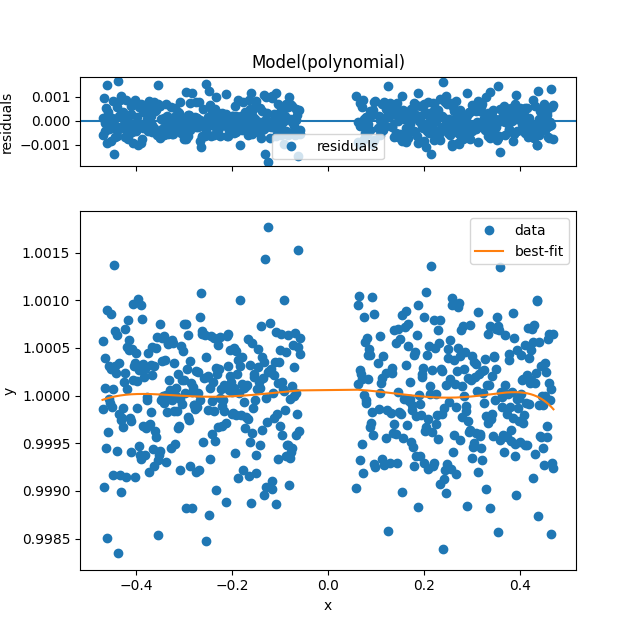 Model(polynomial)
residuals
0.001
0.000
−0.001
residuals
y
1.0015
1.0010
1.0005
1.0000
0.9995
0.9990
0.9985
data
best-fit
−0.4 −0.2 0.0 0.2 0.4
x